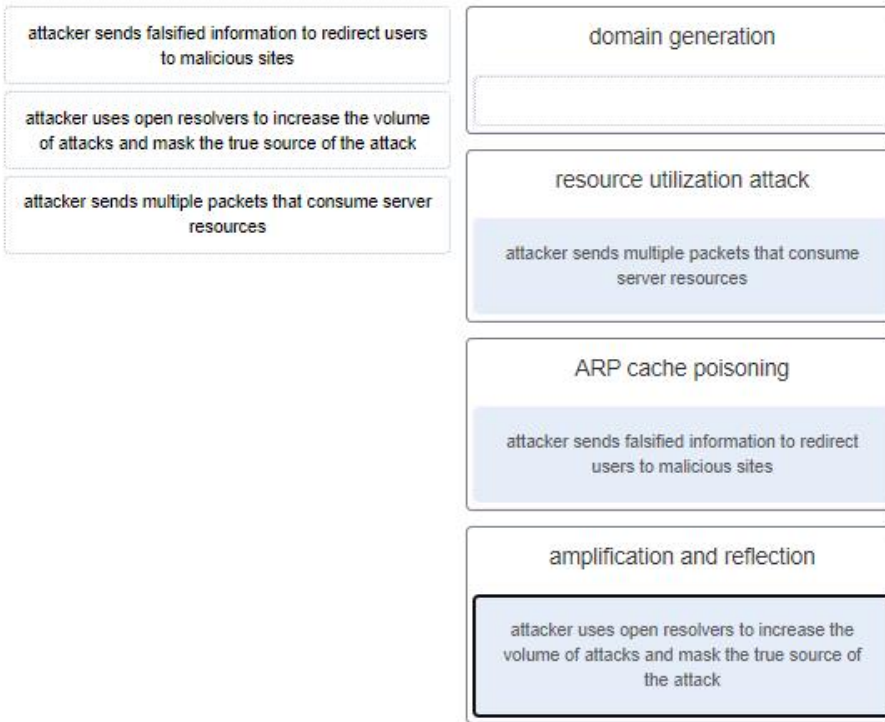 attacker sends falsified information to redirect users
to malicious sites
attacker uses open resolvers to increase the volume
of attacks and mask the true source of the attack
attacker sends multiple packets that consume server
resources
domain generation
resource utilization attack
attacker sends multiple packets that consume
server resources
ARP cache poisoning
attacker sends falsified information to redirect
users to malicious sites
amplification and reflection
attacker uses open resolvers to increase the
volume of attacks and mask the true source of
the attack